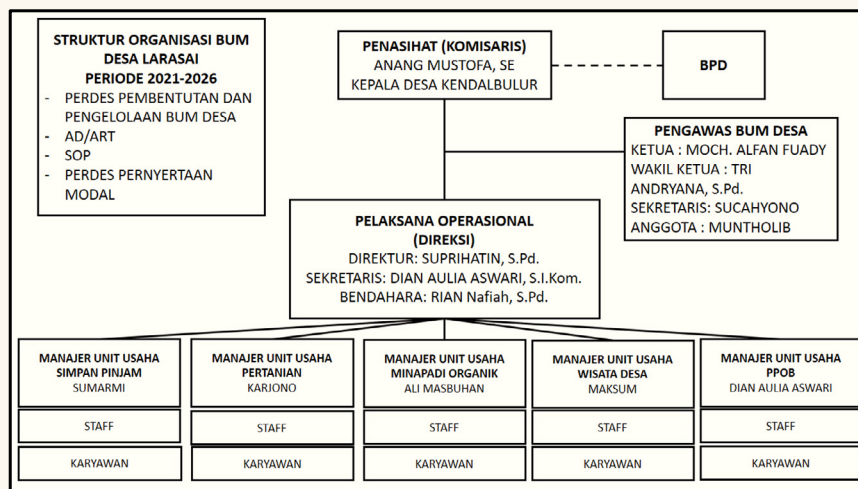 STRUKTUR ORGANISASI BUM
DESA LARASAI
PERIODE 2021-2026
- PERDES PEMBENTUTAN DAN
PENGELOLAAN BUM DESA
- AD/ART
- SOP
- PERDES PERNYERTAAN
MODAL
PENASIHAT (KOMISARIS)
ANANG MUSTOFA, SE
KEPALA DESA KENDALBULUR
BPD
PENGAWAS BUM DESA
KETUA : MOCH. ALFAN FUADY
WAKIL KETUA : TRI
ANDRYANA, S.Pd.
SEKRETARIS: SUCAHYONO
ANGGOTA : MUNTHOLIB
PELAKSANA OPERASIONAL
(DIREKSI)
DIREKTUR: SUPRIHATIN, S.Pd.
SEKRETARIS: DIAN AULIA ASWARI, S.I.Kom.
BENDAHARA: RIAN Nafiah, S.Pd.
MANAJER UNIT USAHA
SIMPAN PINJAM
SUMARMI
STAFF
KARYAWAN
MANAJER UNIT USAHA
PERTANIAN
KARJONO
STAFF
KARYAWAN
MANAJER UNIT USAHA
MINAPADI ORGANIK
ALI MASBUHAN
STAFF
KARYAWAN
MANAJER UNIT USAHA
WISATA DESA
MAKSUM
STAFF
KARYAWAN
MANAJER UNIT USAHA
PPOB
DIAN AULIA ASWARI
STAFF
KARYAWAN